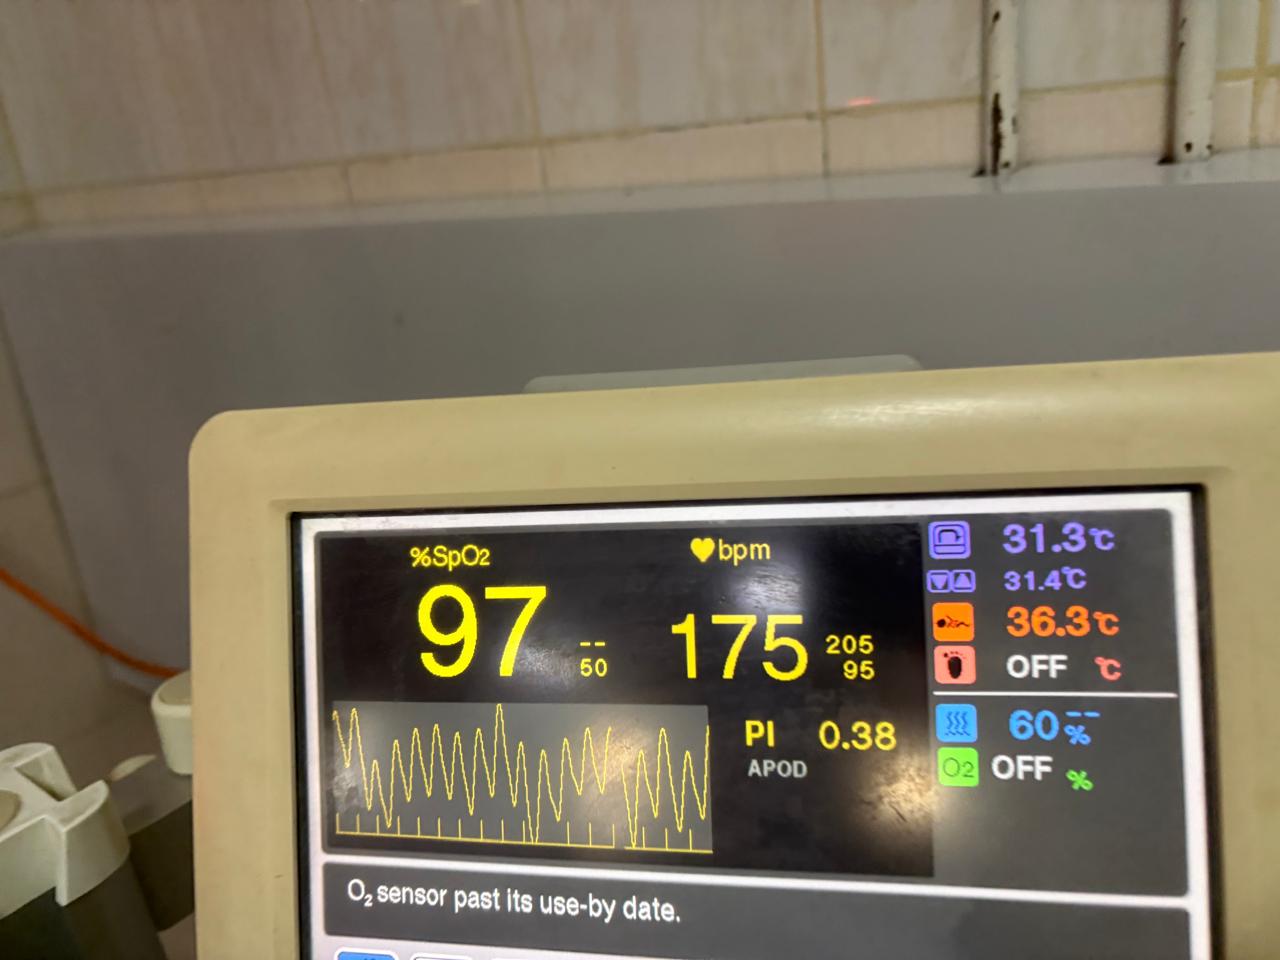 %SpO2
97
--
50
♥bpm
175
205
95
PI 0.38
APOD
31.3℃
31.4℃
36.3℃
OFF ℃
60 -- %
O2 OFF %
O₂ sensor past its use-by date.